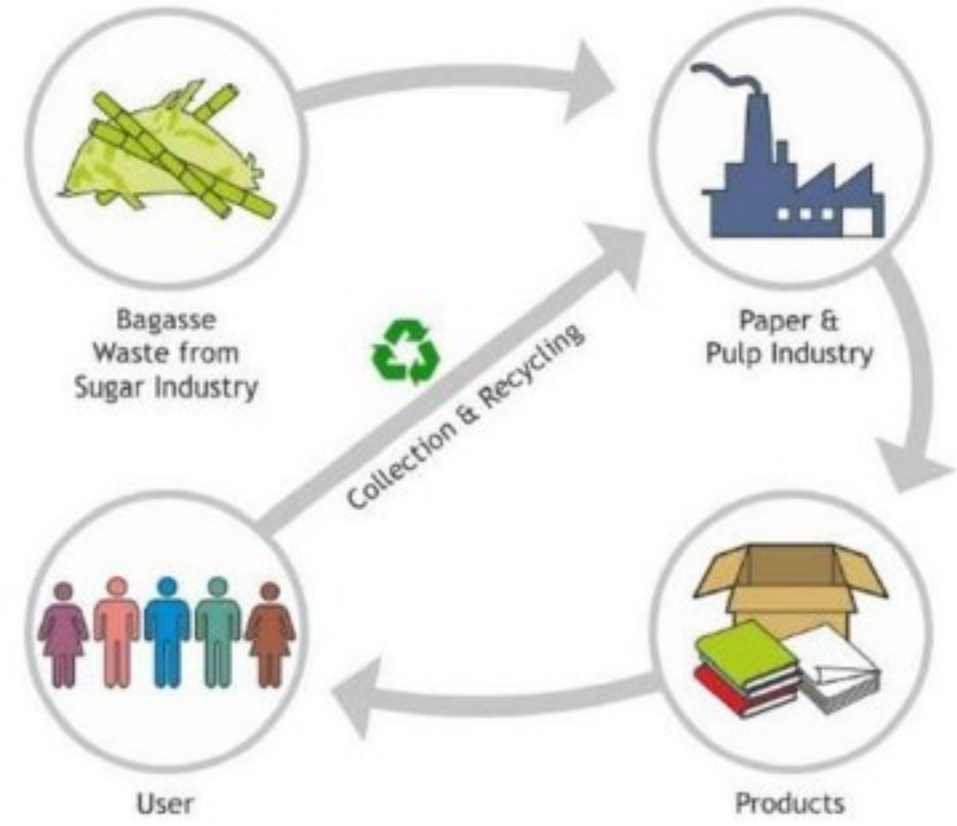 Bagasse
Waste from
Sugar Industry
Paper &
Pulp Industry
Collection & Recycling
User
Products